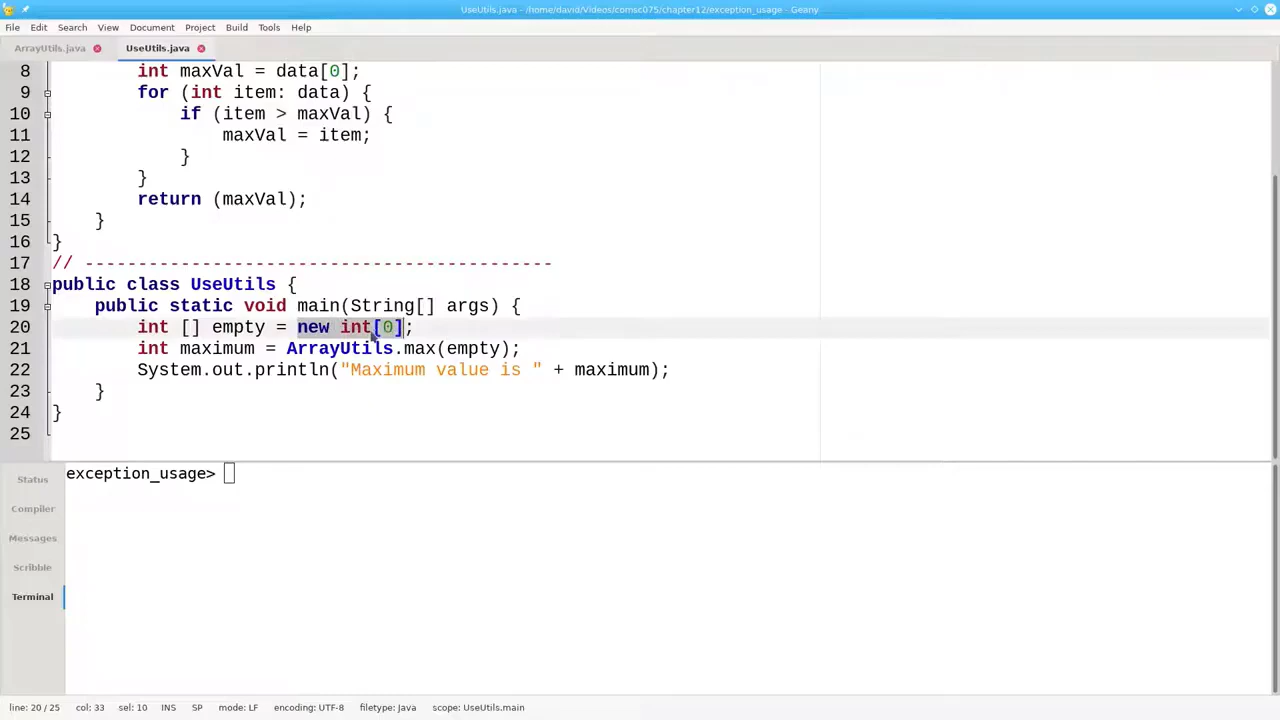 UseUtils.java - /home/david/Videos/comsc075/chapter12/exception_usage - Geany
File Edit Search View Document Project Build Tools Help
ArrayUtils.java UseUtils.java
8 int maxVal = data[0];
9 for (int item: data) {
10 if (item > maxVal) {
11 maxVal = item;
12 }
13 }
14 return (maxVal);
15 }
16 }
17 // --------------------------------------------
18 public class UseUtils {
19 public static void main(String[] args) {
20 int [] empty = new int[0];
21 int maximum = ArrayUtils.max(empty);
22 System.out.println("Maximum value is " + maximum);
23 }
24 }
25
Status
Compiler
Messages
Scribble
Terminal
exception_usage>
line: 20 / 25 col: 33 sel: 10 INS SP mode: LF encoding: UTF-8 filetype: Java scope: UseUtils.main